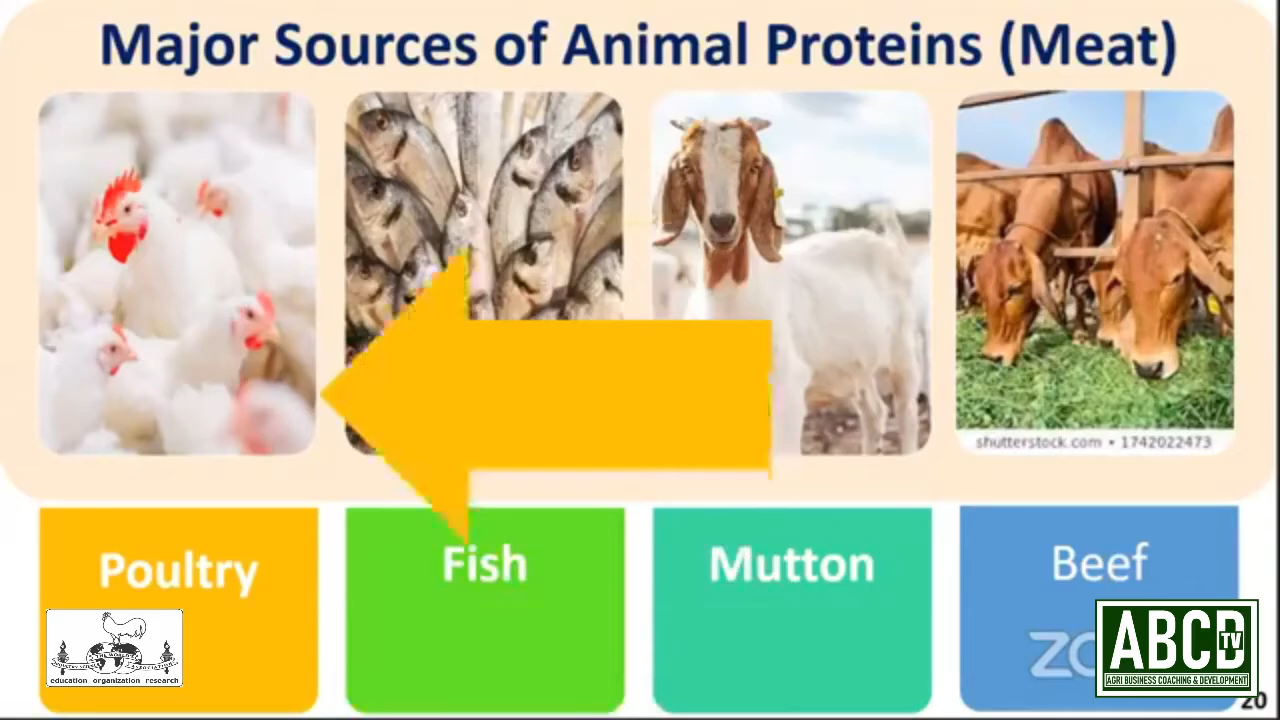 Major Sources of Animal Proteins (Meat)
shutterstock.com • 1742022473
Poultry
Fish
Mutton
Beef
education organization research
ABCD TV
AGRI BUSINESS COACHING & DEVELOPMENT
20